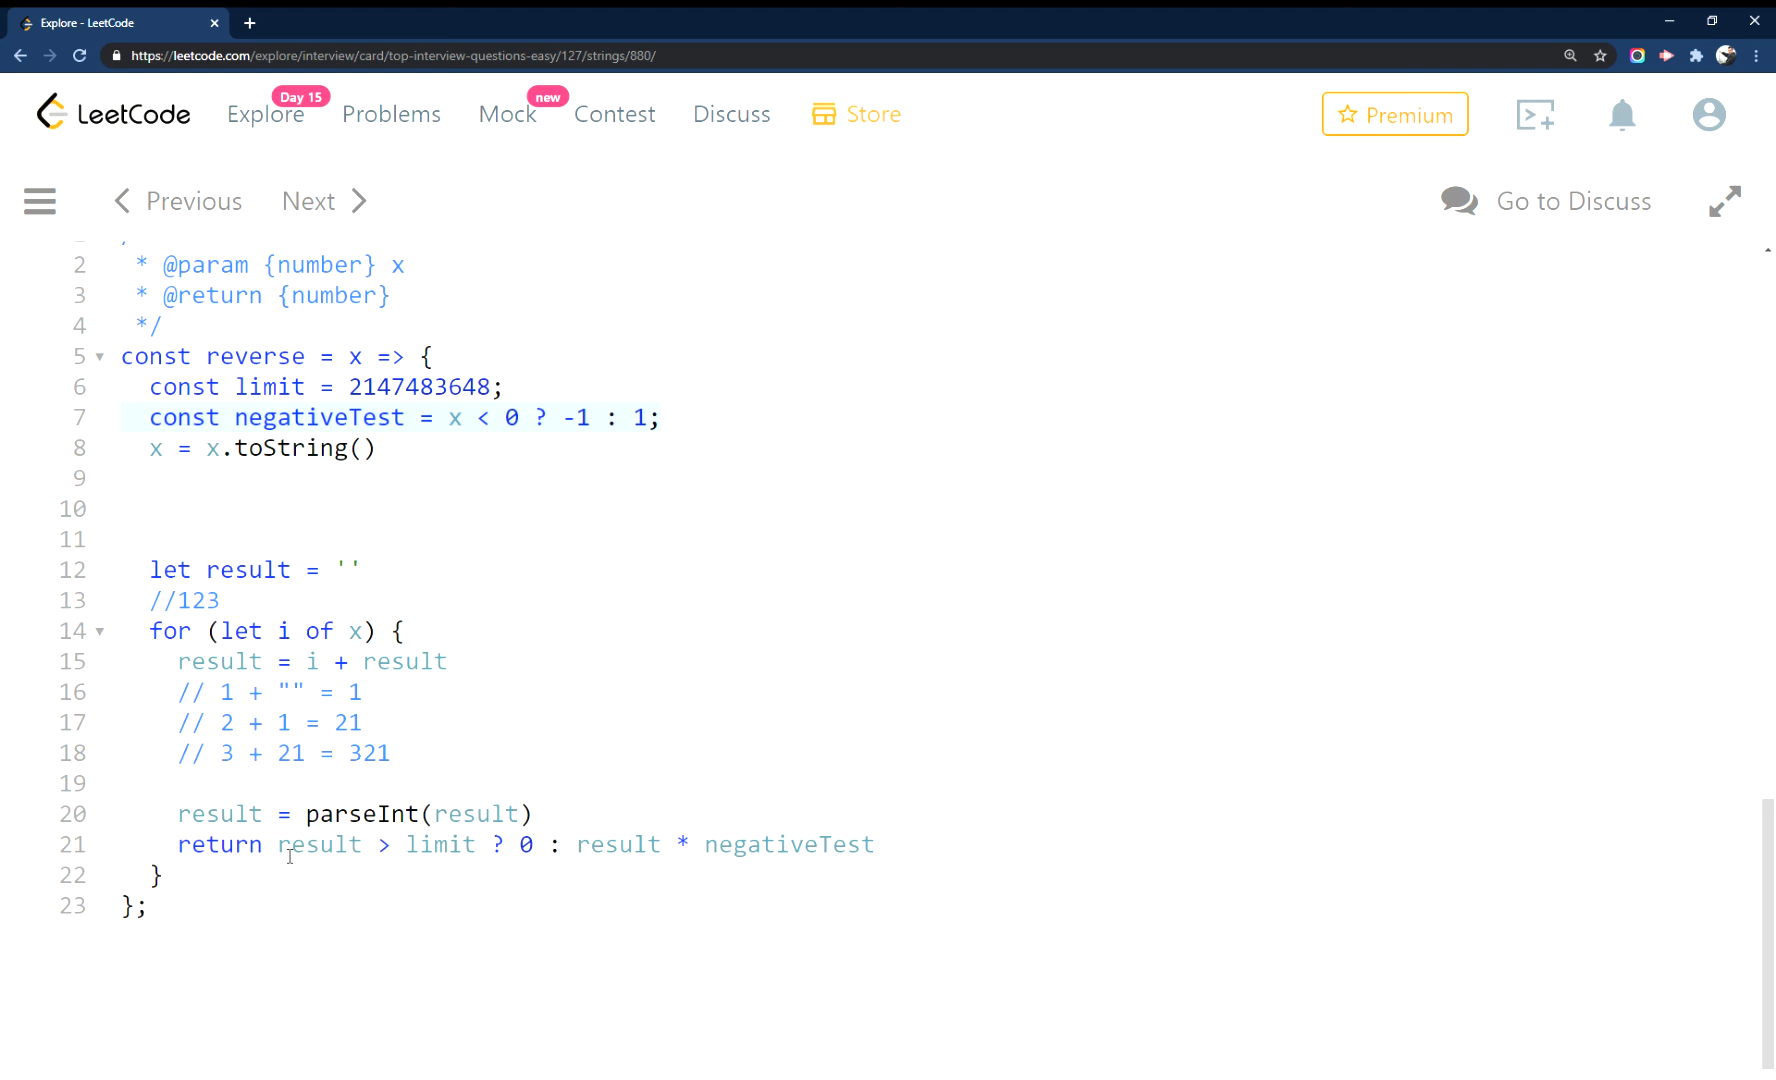 Explore - LeetCode
https://leetcode.com/explore/interview/card/top-interview-questions-easy/127/strings/880/
LeetCode Explore Day 15 Problems Mock new Contest Discuss Store Premium
Previous Next Go to Discuss
2 * @param {number} x
3 * @return {number}
4 */
5 const reverse = x => {
6 const limit = 2147483648;
7 const negativeTest = x < 0 ? -1 : 1;
8 x = x.toString()
9
10
11
12 let result = ''
13 //123
14 for (let i of x) {
15 result = i + result
16 // 1 + "" = 1
17 // 2 + 1 = 21
18 // 3 + 21 = 321
19
20 result = parseInt(result)
21 return result > limit ? 0 : result * negativeTest
22 }
23 };